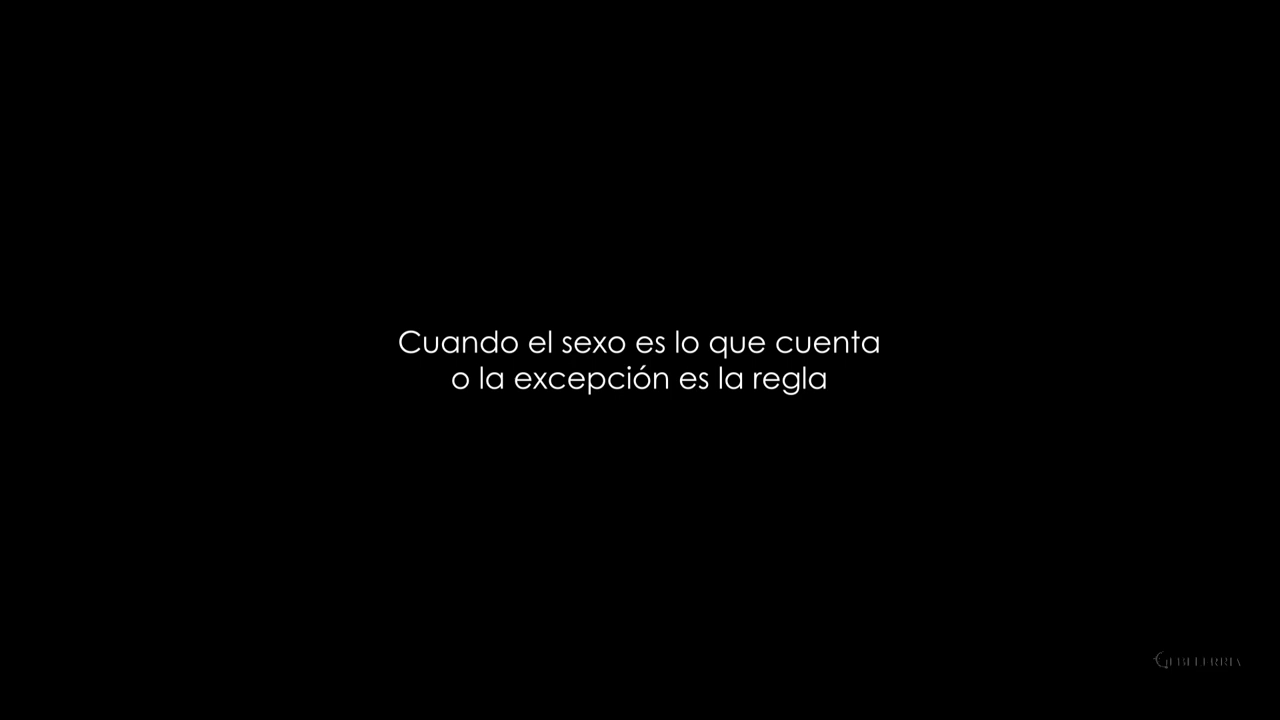 Cuando el sexo es lo que cuenta
o la excepción es la regla